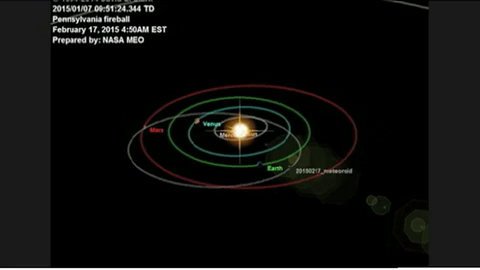 2015/01/07 09:51:24.344 TD
Pennsylvania fireball
February 17, 2015 4:50AM EST
Prepared by: NASA MEO
Venus
Mars
Earth
20150217_meteoroid